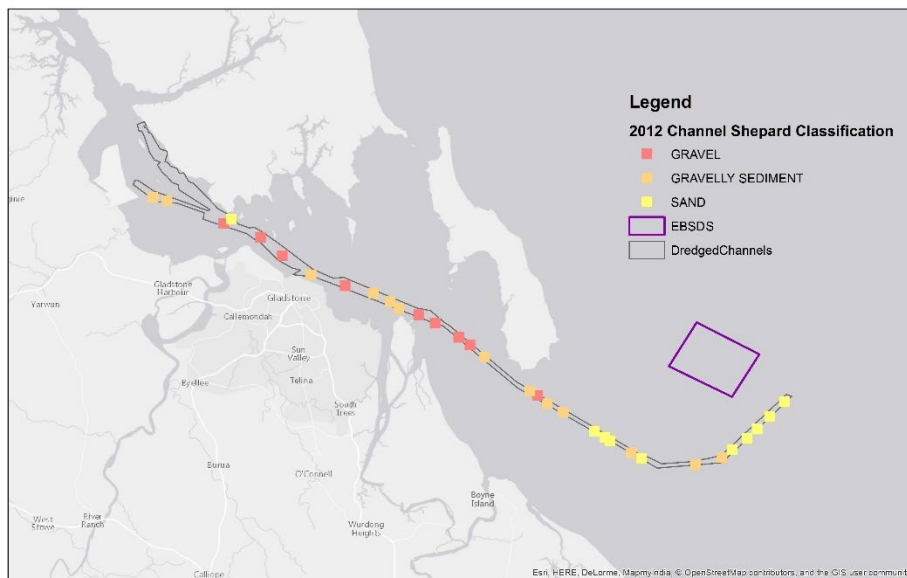 Legend
2012 Channel Shepard Classification
GRAVEL
GRAVELLY SEDIMENT
SAND
EBSDS
DredgedChannels
Yarwun
Gladstone
Harbour
Gladstone
Callemondah
Sun
Valley
Byellee
Telina
South
Trees
Burua
O'Connell
Boyne
Island
West
Stowe
River
Ranch
Wurdong
Heights
Calliope
Esri, HERE, DeLorme, MapmyIndia, © OpenStreetMap contributors, and the GIS user communit